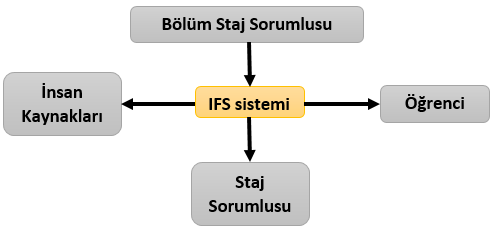 Bölüm Staj Sorumlusu
İnsan
Kaynakları
IFS sistemi
Öğrenci
Staj
Sorumlusu